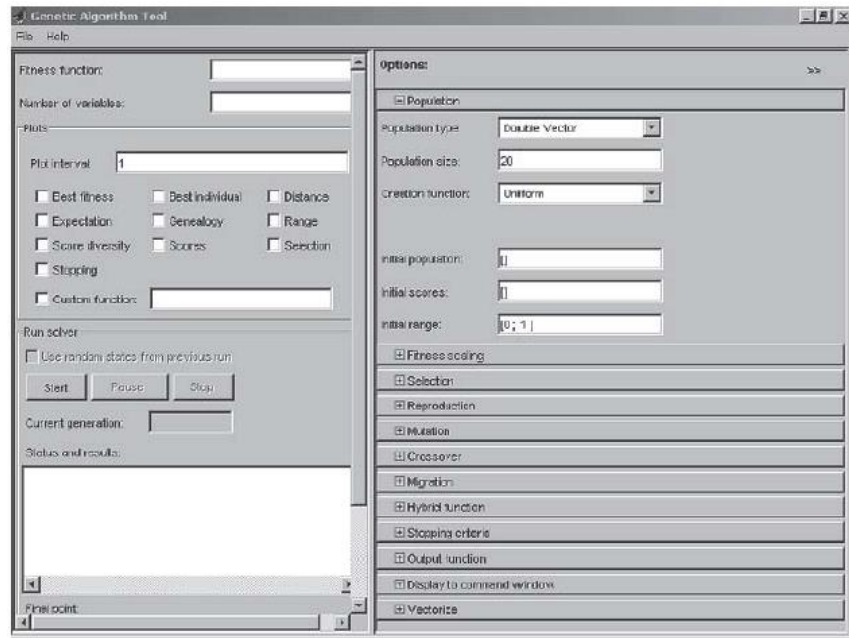 Genetic Algorithm Tool
File Help
Fitness function:
Number of variables:
Plots
Plot interval: 1
Best fitness Best individual Distance
Expectation Genealogy Range
Score diversity Scores Selection
Stopping
Custom function:
Run solver
Use random states from previous run
Start Pause Stop
Current generation:
Status and results:
Final point:
Options: >>
Population
Population type: Double Vector
Population size: 20
Creation function: Uniform
Initial population: []
Initial scores: []
Initial range: [0; 1]
Fitness scaling
Selection
Reproduction
Mutation
Crossover
Migration
Hybrid function
Stopping criteria
Output function
Display to command window
Vectorize